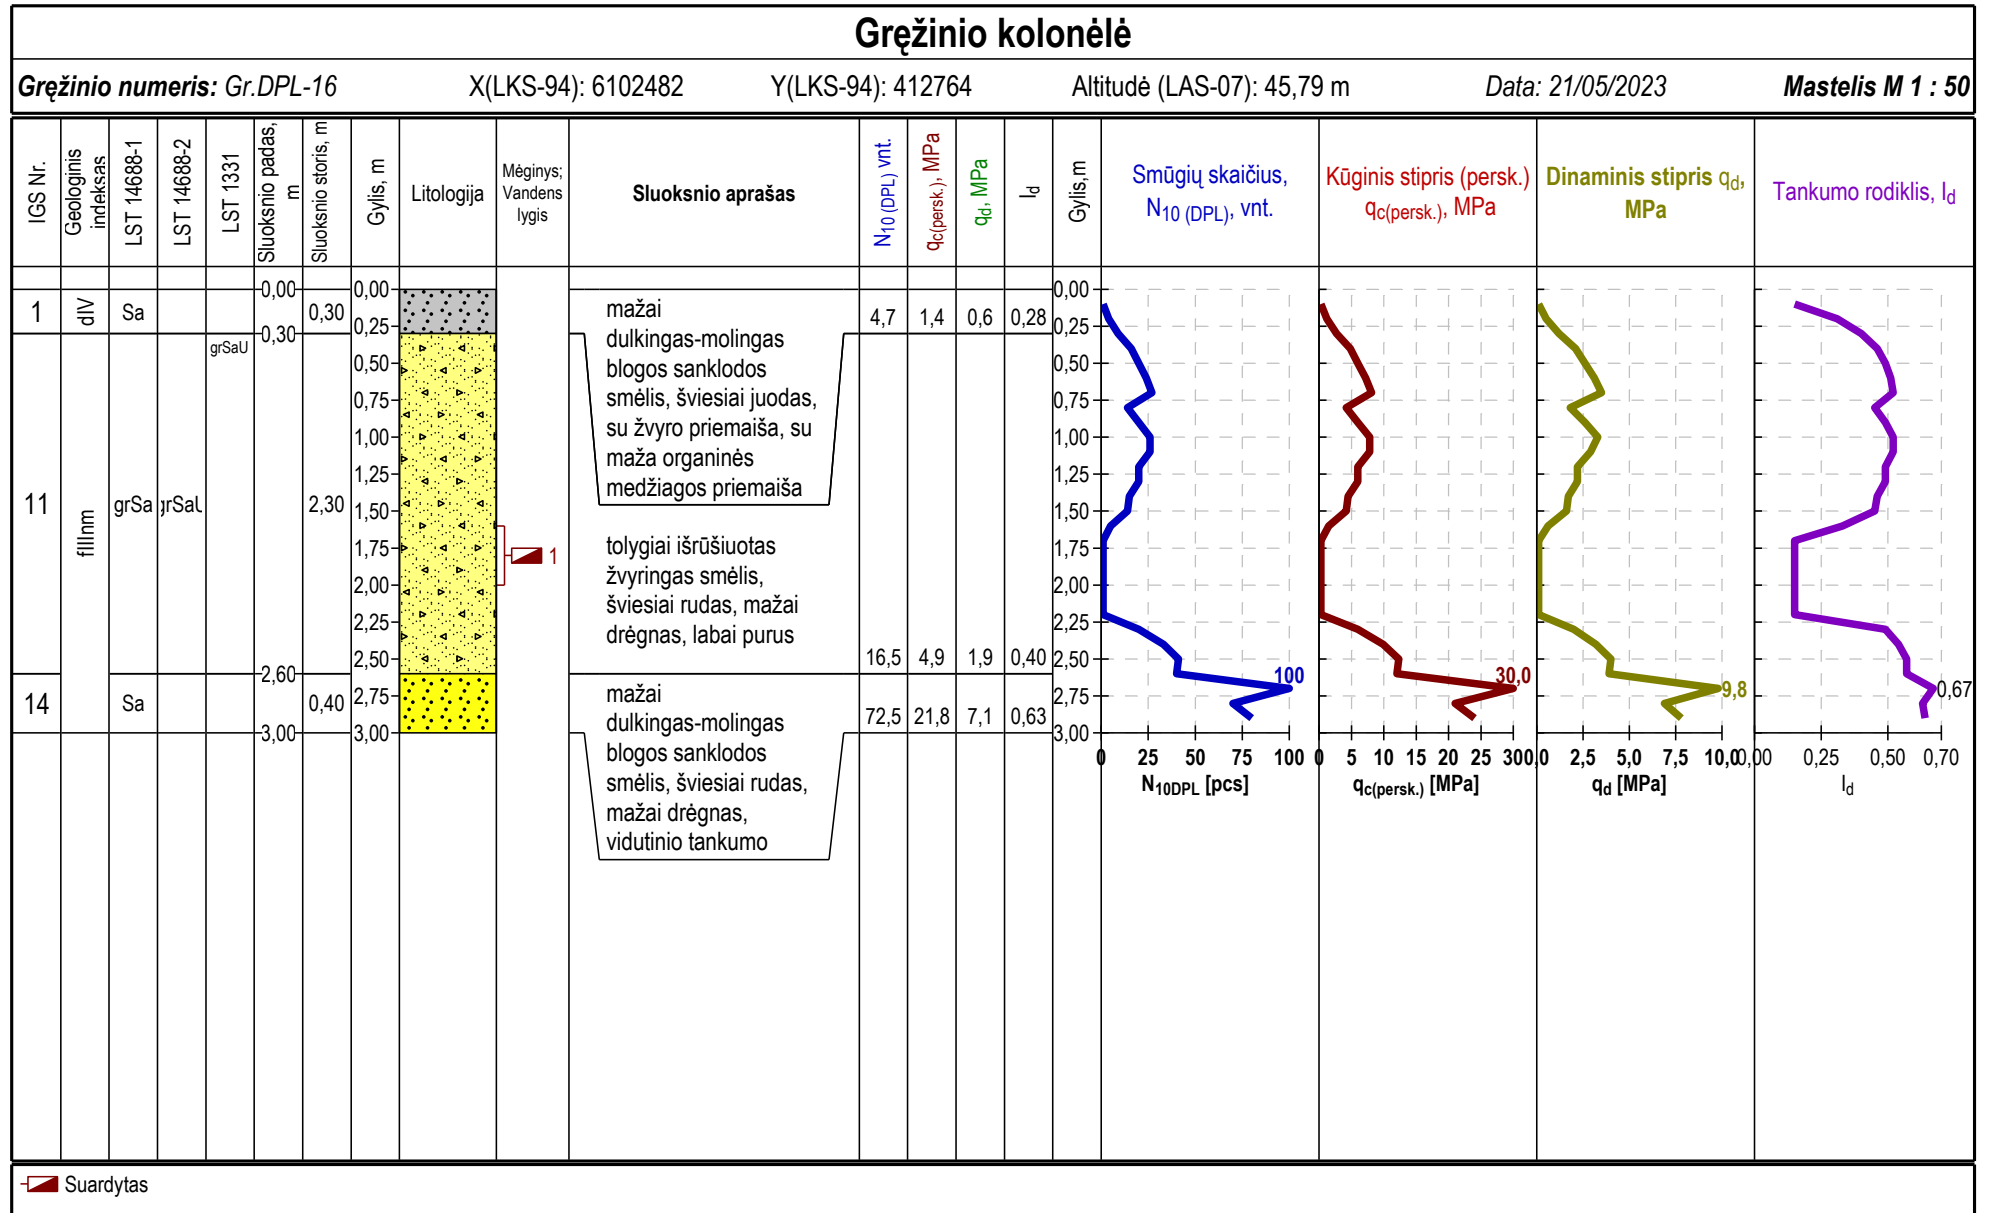 Gręžinio kolonėlė
Gręžinio numeris: Gr.DPL-16 X(LKS-94): 6102482 Y(LKS-94): 412764 Altitudė (LAS-07): 45,79 m Data: 21/05/2023 Mastelis M 1 : 50
IGS Nr.
Geologinis indeksas
LST 14688-1
LST 14688-2
LST 1331
Sluoksnio padas, m
Sluoksnio storis, m
Gylis, m
Litologija
Mėginys;
Vandens
lygis
Sluoksnio aprašas
N10 (DPL) vnt.
qc(persk.), MPa
qd, MPa
Id
Gylis,m
Smūgių skaičius,
N10 (DPL), vnt.
Kūginis stipris (persk.)
qc(persk.), MPa
Dinaminis stipris qd,
MPa
Tankumo rodiklis, Id
1 dIV Sa 0,00 0,30 0,30
mažai
dulkingas-molingas
blogos sanklodos
smėlis, šviesiai juodas,
su žvyro priemaiša, su
maža organinės
medžiagos priemaiša
4,7 1,4 0,6 0,28
11 fIIInm grSa grSaU 2,30 2,60
grSaU
1
tolygiai išrūšiuotas
žvyringas smėlis,
šviesiai rudas, mažai
drėgnas, labai purus
16,5 4,9 1,9 0,40
14 Sa 0,40 3,00
mažai
dulkingas-molingas
blogos sanklodos
smėlis, šviesiai rudas,
mažai drėgnas,
vidutinio tankumo
72,5 21,8 7,1 0,63
0,00 0,00
0,25 0,25
0,50 0,50
0,75 0,75
1,00 1,00
1,25 1,25
1,50 1,50
1,75 1,75
2,00 2,00
2,25 2,25
2,50 2,50
2,75 2,75
3,00 3,00
100 30,0 9,8 0,67
0 25 50 75 100
N10DPL [pcs]
0 5 10 15 20 25 30
qc(persk.) [MPa]
0,0 2,5 5,0 7,5 10,0
qd [MPa]
0,00 0,25 0,50 0,70
Id
Suardytas